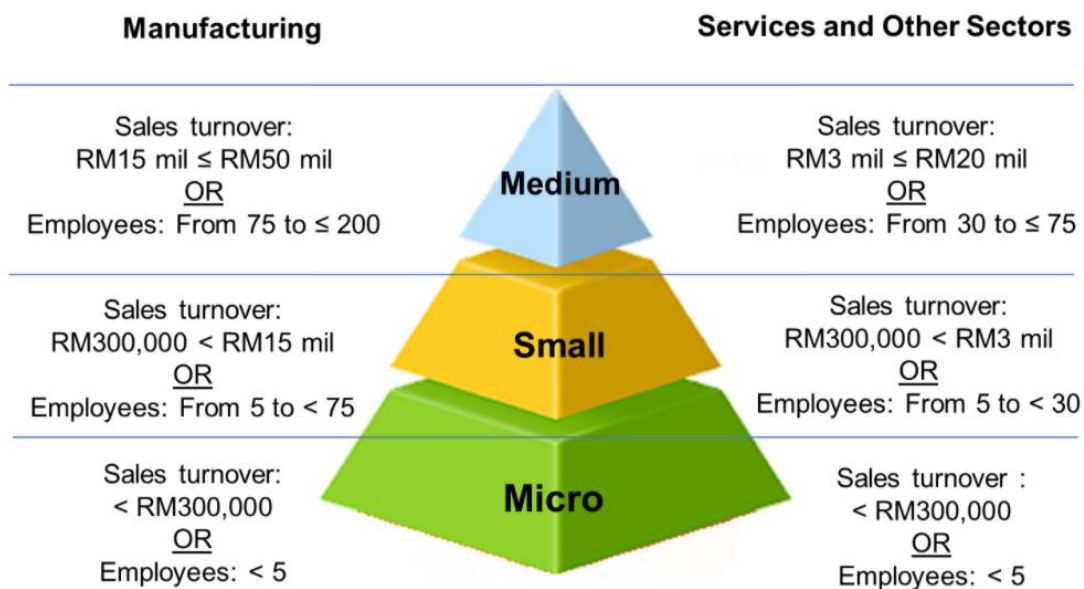 Manufacturing
Services and Other Sectors
Sales turnover:
RM15 mil ≤ RM50 mil
OR
Employees: From 75 to ≤ 200
Medium
Sales turnover:
RM3 mil ≤ RM20 mil
OR
Employees: From 30 to ≤ 75
Sales turnover:
RM300,000 < RM15 mil
OR
Employees: From 5 to < 75
Small
Sales turnover:
RM300,000 < RM3 mil
OR
Employees: From 5 to < 30
Sales turnover:
< RM300,000
OR
Employees: < 5
Micro
Sales turnover :
< RM300,000
OR
Employees: < 5